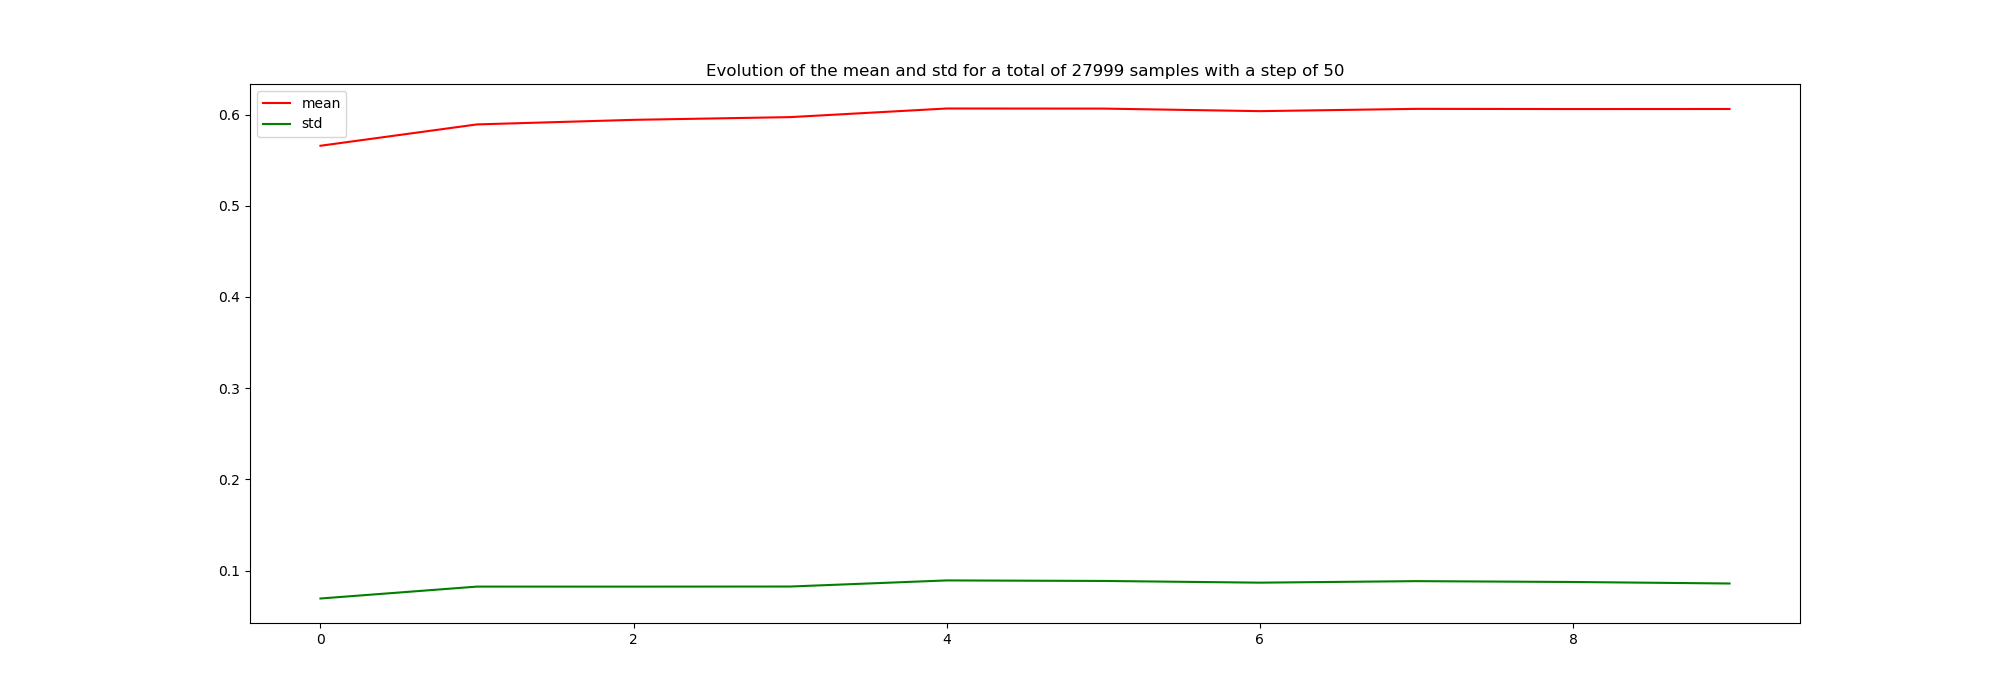 Evolution of the mean and std for a total of 27999 samples with a step of 50
mean
std
0.6
0.5
0.4
0.3
0.2
0.1
0 2 4 6 8